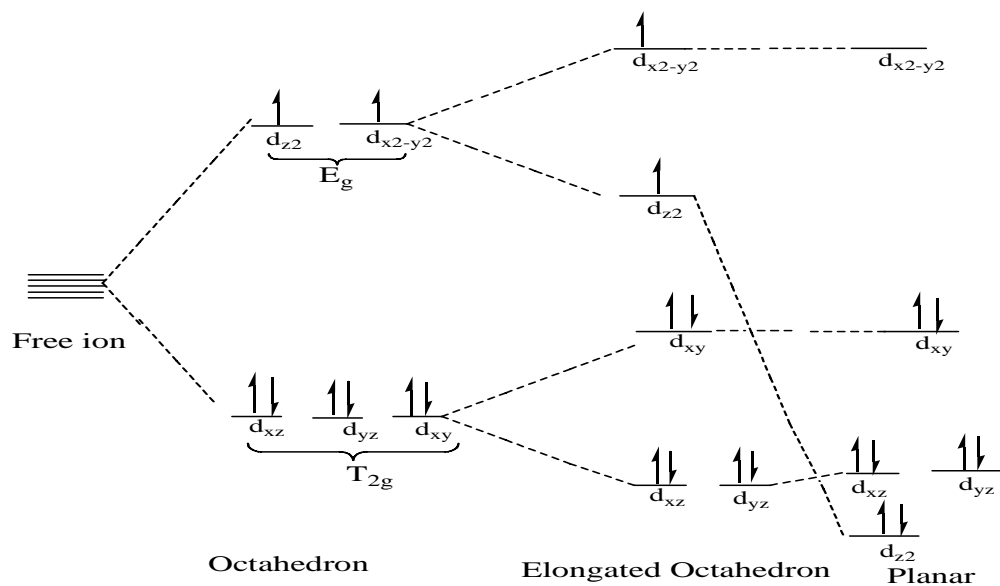 d_x2-y2
d_x2-y2
d_z2
d_x2-y2
E_g
d_z2
Free ion
d_xy
d_xy
d_xz
d_yz
d_xy
T_2g
d_xz
d_yz
d_xz
d_yz
d_z2
Octahedron
Elongated Octahedron
Planar